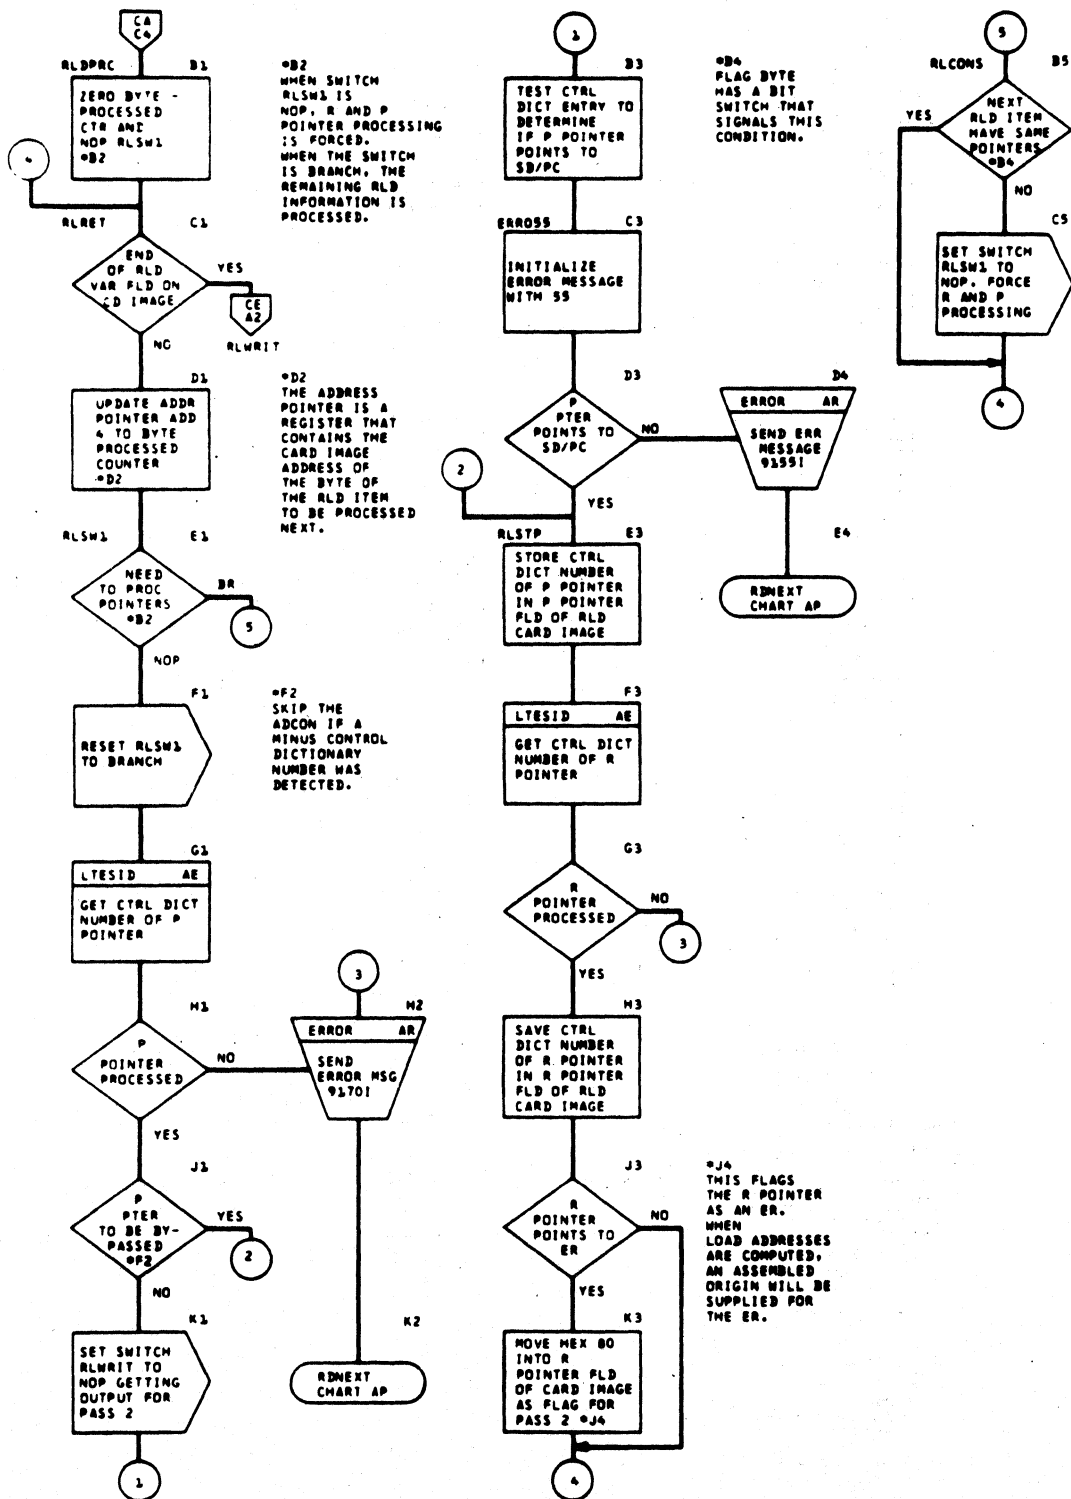 CA
C4
RLDPRC B1
ZERO BYTE -
PROCESSED
CTR AND
NOP RLSW1
*B2
*B2
WHEN SWITCH
RLSW1 IS
NOP, R AND P
POINTER PROCESSING
IS FORCED.
WHEN THE SWITCH
IS BRANCH, THE
REMAINING RLD
INFORMATION IS
PROCESSED.
4
RLRET C1
END
OF RLD
VAR FLD ON
CD IMAGE
YES
CE
A2
RLWRIT
NO
D1
UPDATE ADDR
POINTER ADD
4 TO BYTE
PROCESSED
COUNTER
*D2
*D2
THE ADDRESS
POINTER IS A
REGISTER THAT
CONTAINS THE
CARD IMAGE
ADDRESS OF
THE BYTE OF
THE RLD ITEM
TO BE PROCESSED
NEXT.
RLSW1 E1
NEED
TO PROC
POINTERS
*B2
BR
5
NOP
F1
RESET RLSW1
TO BRANCH
*F2
SKIP THE
ADCON IF A
MINUS CONTROL
DICTIONARY
NUMBER WAS
DETECTED.
G1
LTESID AE
GET CTRL DICT
NUMBER OF P
POINTER
H1
P
POINTER
PROCESSED
NO
YES
3
H2
ERROR AR
SEND
ERROR MSG
9170I
J1
P
PTER
TO BE BY-
PASSED
*F2
YES
2
NO
K1
SET SWITCH
RLWRIT TO
NOP GETTING
OUTPUT FOR
PASS 2
1
K2
RDNEXT
CHART AP
1
B3
TEST CTRL
DICT ENTRY TO
DETERMINE
IF P POINTER
POINTS TO
SD/PC
*B4
FLAG BYTE
HAS A BIT
SWITCH THAT
SIGNALS THIS
CONDITION.
ERR055 C3
INITIALIZE
ERROR MESSAGE
WITH 55
D3
P
PTER
POINTS TO
SD/PC
NO
YES
D4
ERROR AR
SEND ERR
MESSAGE
9155I
E4
RDNEXT
CHART AP
2
RLSTP E3
STORE CTRL
DICT NUMBER
OF P POINTER
IN P POINTER
FLD OF RLD
CARD IMAGE
F3
LTESID AE
GET CTRL DICT
NUMBER OF R
POINTER
G3
R
POINTER
PROCESSED
NO
3
YES
H3
SAVE CTRL
DICT NUMBER
OF R POINTER
IN R POINTER
FLD OF RLD
CARD IMAGE
J3
R
POINTER
POINTS TO
ER
NO
YES
*J4
THIS FLAGS
THE R POINTER
AS AN ER.
WHEN
LOAD ADDRESSES
ARE COMPUTED,
AN ASSEMBLED
ORIGIN WILL BE
SUPPLIED FOR
THE ER.
K3
MOVE HEX 80
INTO R
POINTER FLD
OF CARD IMAGE
AS FLAG FOR
PASS 2 *J4
4
5
RLCONS B5
NEXT
RLD ITEM
HAVE SAME
POINTERS
*B4
YES
NO
C5
SET SWITCH
RLSW1 TO
NOP. FORCE
R AND P
PROCESSING
4